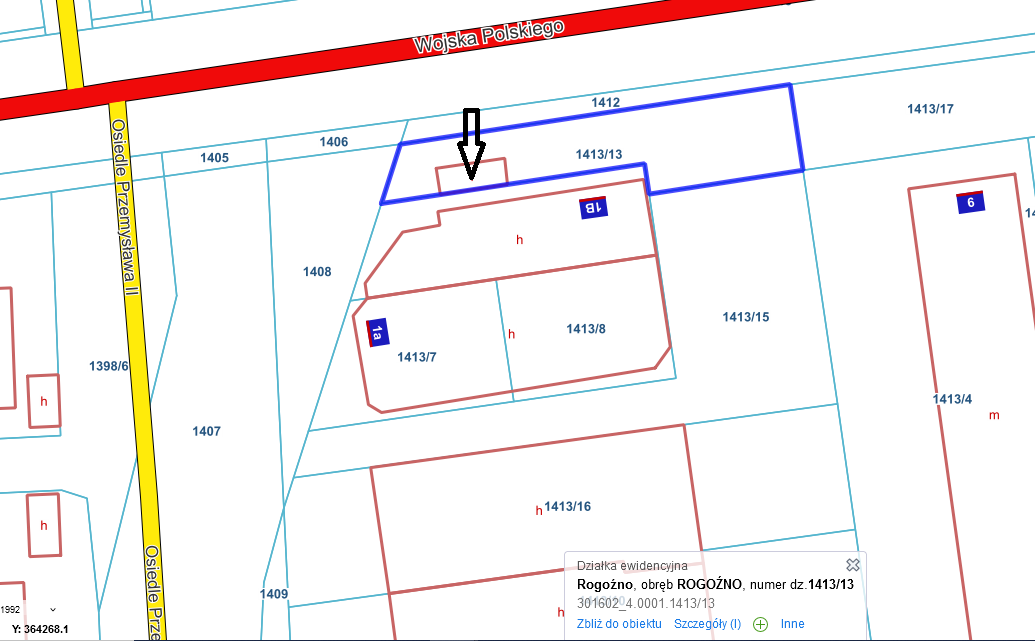 Wojska Polskiego
1412
1413/17
1406
1405
1413/13
Osiedle Przemysława II
1B
9
h
1408
1413/15
1a
h
1413/8
1413/7
1398/6
h
1413/4
m
1407
h
1413/16
h
Osiedle Prze
1409
h
Działka ewidencyjna
Rogoźno, obręb ROGOŹNO, numer dz.1413/13
301602_4.0001.1413/13
Zbliż do obiektu Szczegóły (I) Inne
1992
Y: 364268.1